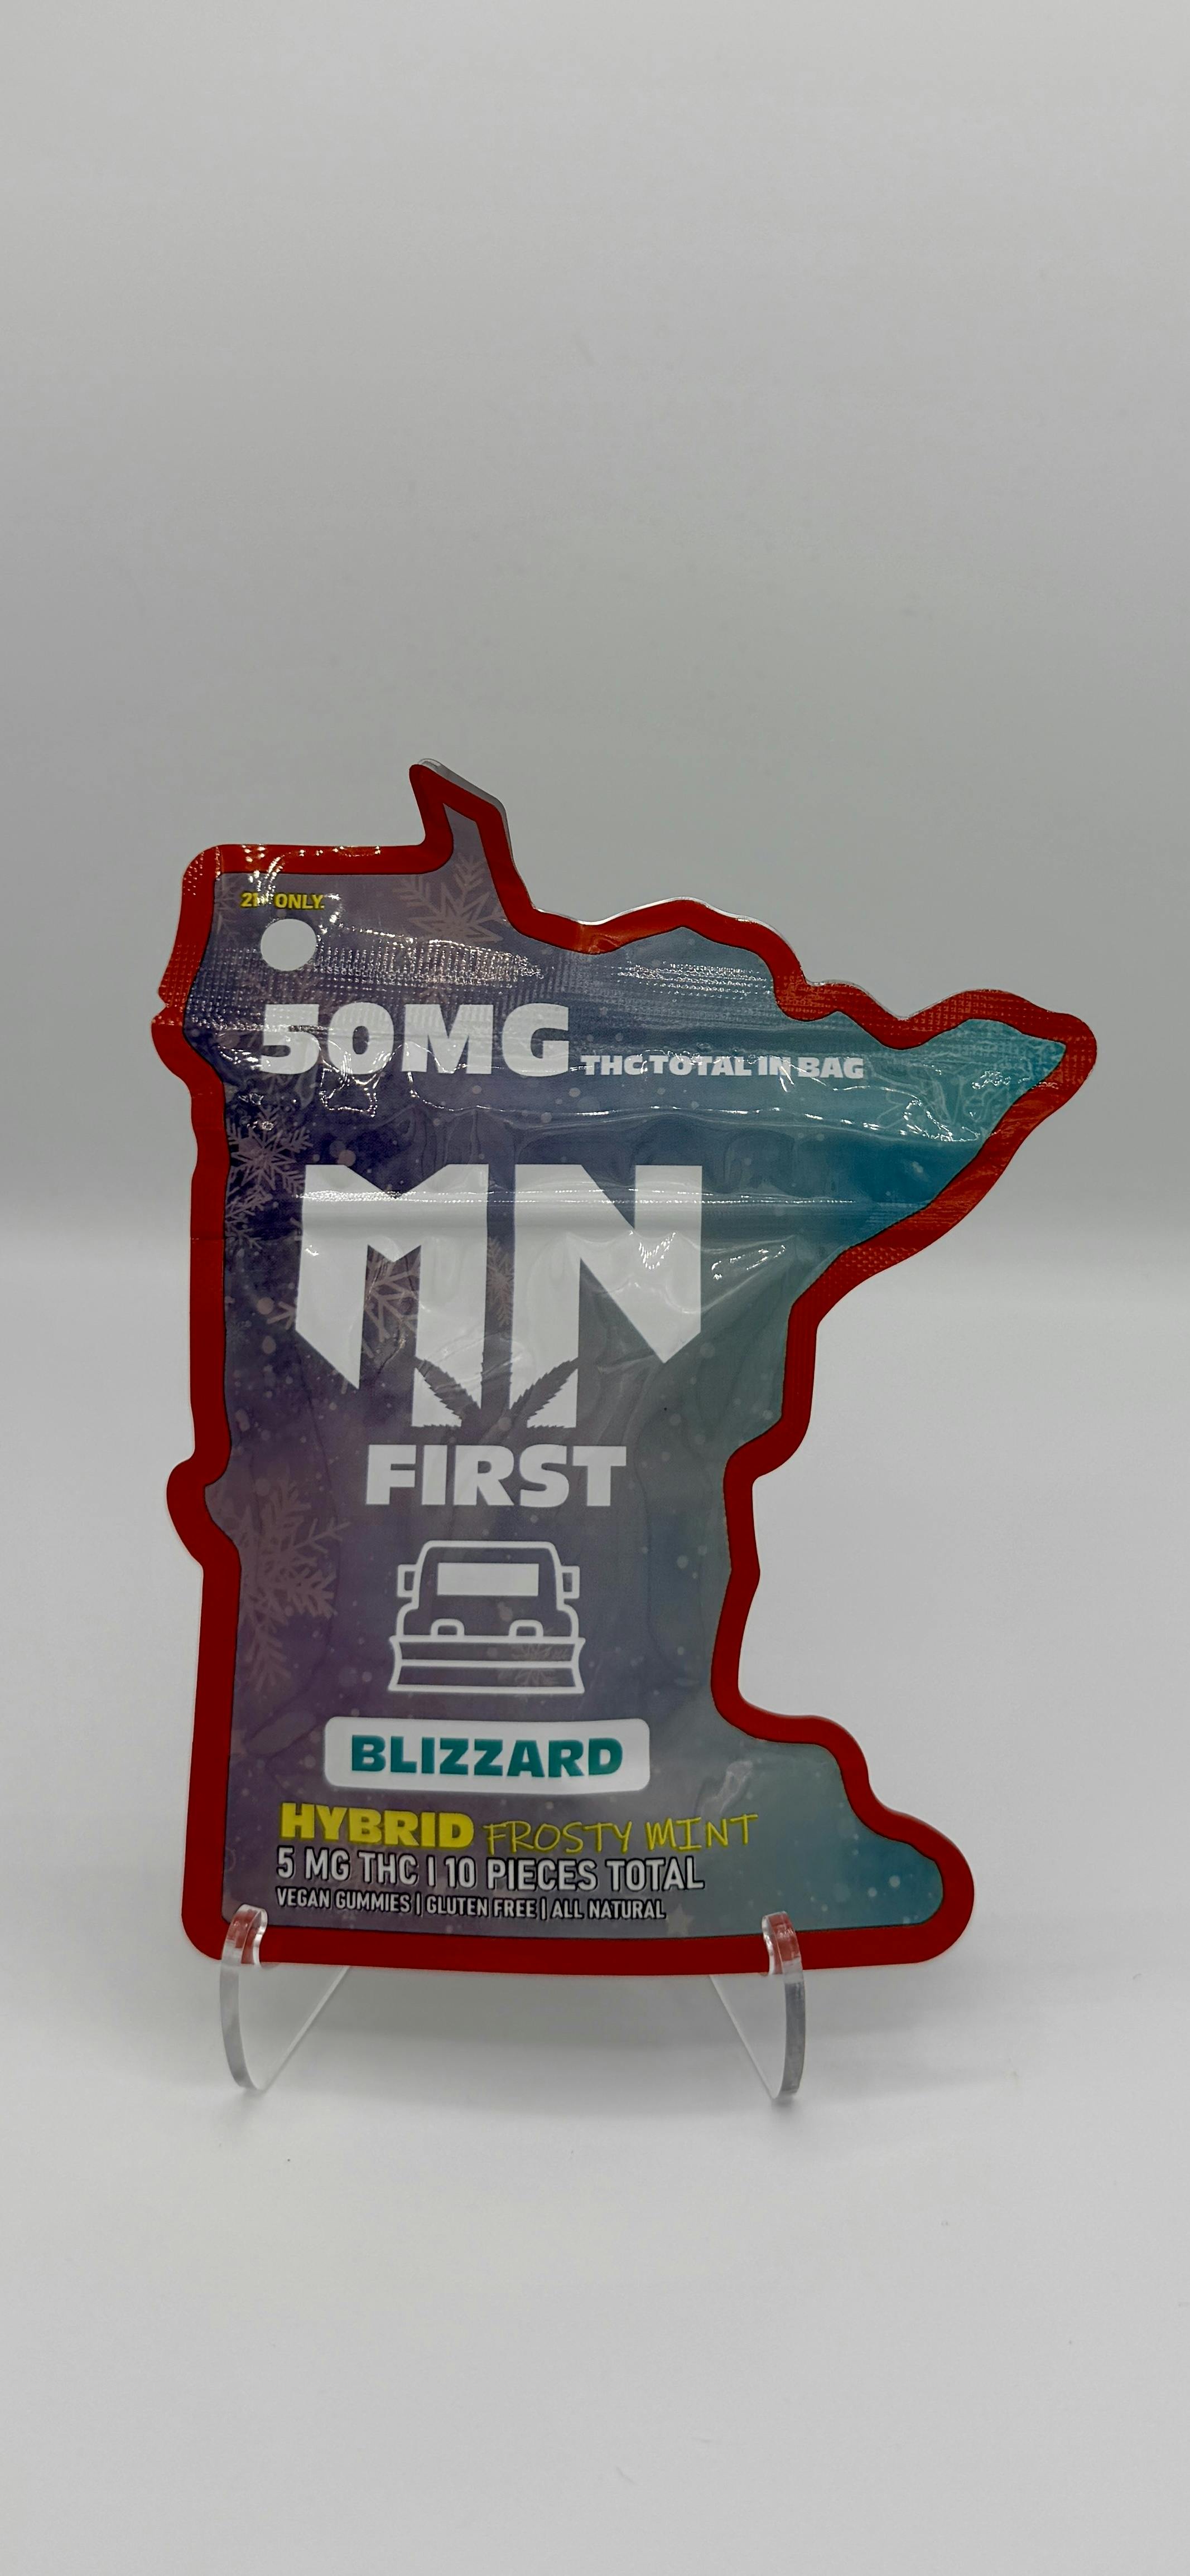 ONLY.
50MG THC TOTAL IN BAG
MN
FIRST
BLIZZARD
HYBRID FROSTY MINT
5 MG THC | 10 PIECES TOTAL
VEGAN GUMMIES | GLUTEN FREE | ALL NATURAL